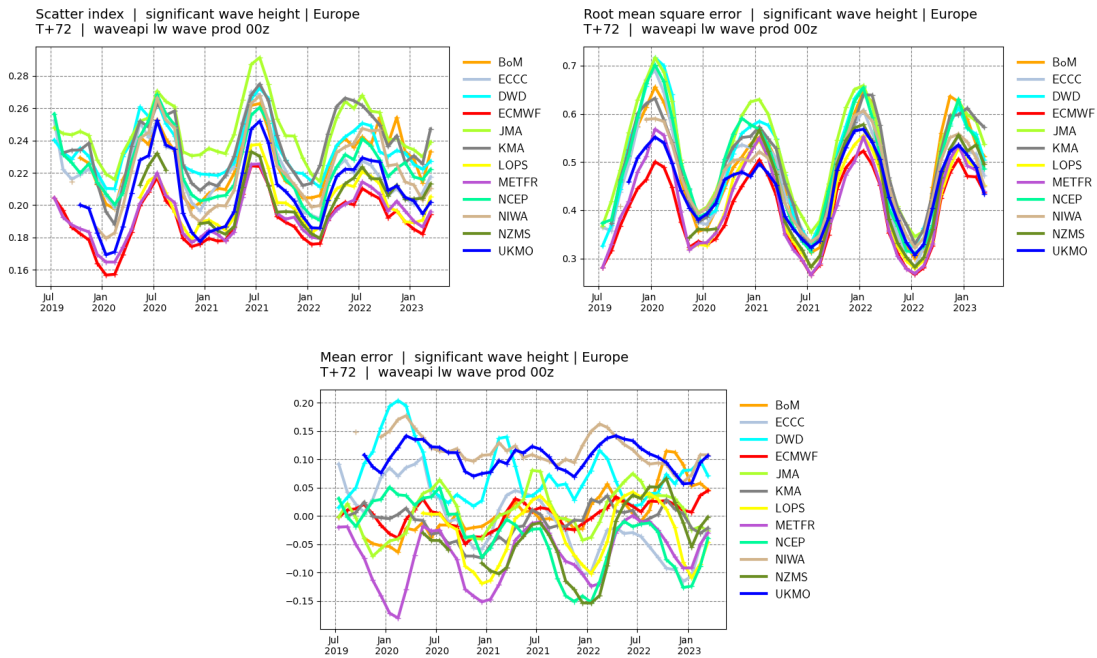 Scatter index | significant wave height | Europe
T+72 | waveapi lw wave prod 00z
0.28
0.26
0.24
0.22
0.20
0.18
0.16
Jul 2019
Jan 2020
Jul 2020
Jan 2021
Jul 2021
Jan 2022
Jul 2022
Jan 2023
BoM
ECCC
DWD
ECMWF
JMA
KMA
LOPS
METFR
NCEP
NIWA
NZMS
UKMO
Root mean square error | significant wave height | Europe
T+72 | waveapi lw wave prod 00z
0.7
0.6
0.5
0.4
0.3
Jul 2019
Jan 2020
Jul 2020
Jan 2021
Jul 2021
Jan 2022
Jul 2022
Jan 2023
BoM
ECCC
DWD
ECMWF
JMA
KMA
LOPS
METFR
NCEP
NIWA
NZMS
UKMO
Mean error | significant wave height | Europe
T+72 | waveapi lw wave prod 00z
0.20
0.15
0.10
0.05
0.00
−0.05
−0.10
−0.15
Jul 2019
Jan 2020
Jul 2020
Jan 2021
Jul 2021
Jan 2022
Jul 2022
Jan 2023
BoM
ECCC
DWD
ECMWF
JMA
KMA
LOPS
METFR
NCEP
NIWA
NZMS
UKMO